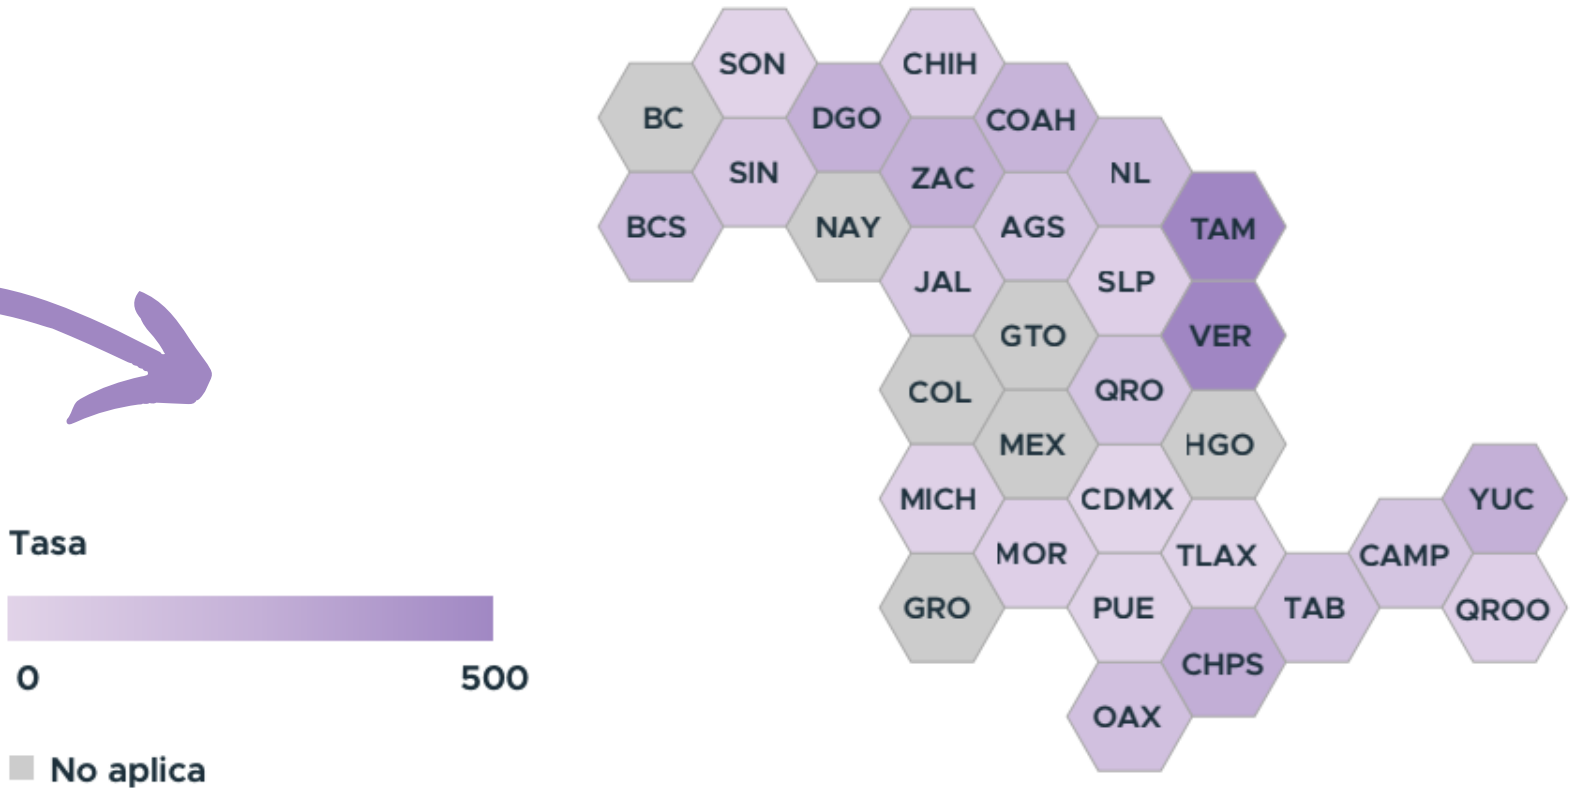 SON
CHIH
BC
DGO
COAH
SIN
ZAC
NL
BCS
NAY
AGS
TAM
JAL
SLP
GTO
VER
COL
QRO
MEX
HGO
MICH
CDMX
YUC
MOR
TLAX
CAMP
GRO
PUE
TAB
QROO
CHPS
OAX
Tasa
0 500
No aplica